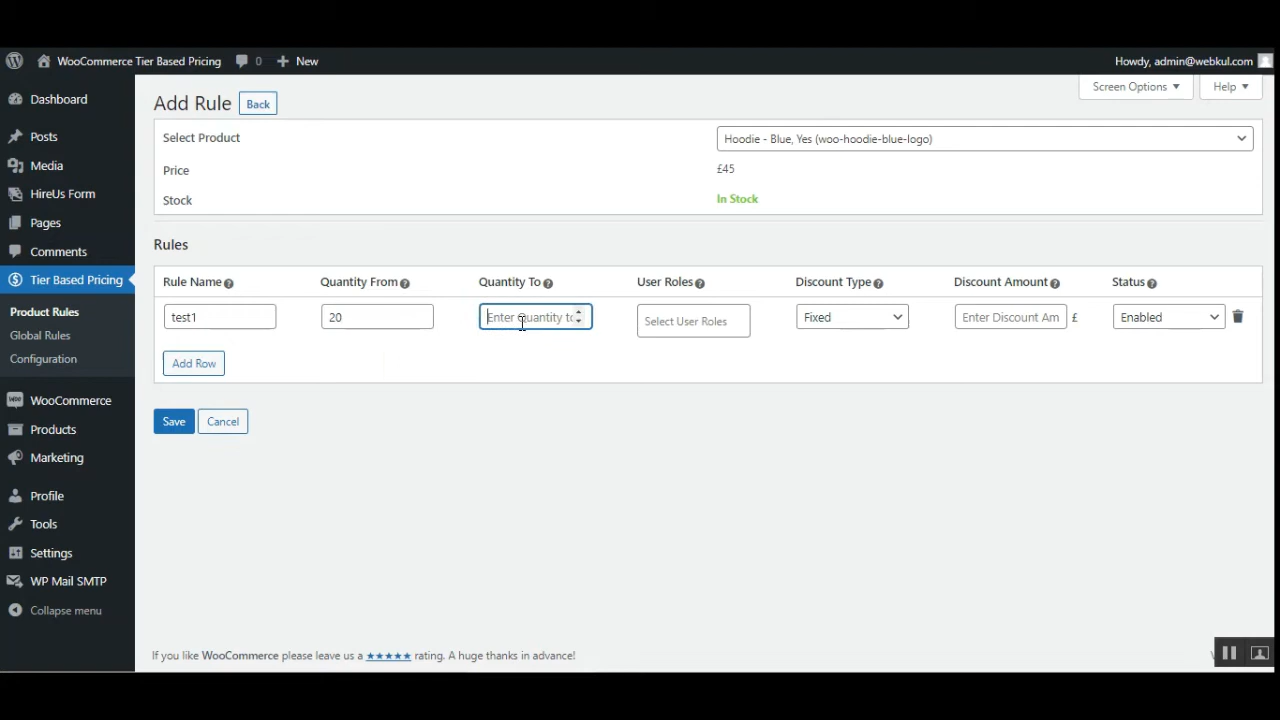 WooCommerce Tier Based Pricing 0 New Howdy, admin@webkul.com
Screen Options Help
Dashboard
Posts
Media
HireUs Form
Pages
Comments
Tier Based Pricing
Product Rules
Global Rules
Configuration
WooCommerce
Products
Marketing
Profile
Tools
Settings
WP Mail SMTP
Collapse menu
Add Rule Back
Select Product Hoodie - Blue, Yes (woo-hoodie-blue-logo)
Price £45
Stock In Stock
Rules
Rule Name Quantity From Quantity To User Roles Discount Type Discount Amount Status
test1 20 Enter Quantity to Select User Roles Fixed Enter Discount Am £ Enabled
Add Row
Save Cancel
If you like WooCommerce please leave us a ★★★★★ rating. A huge thanks in advance!